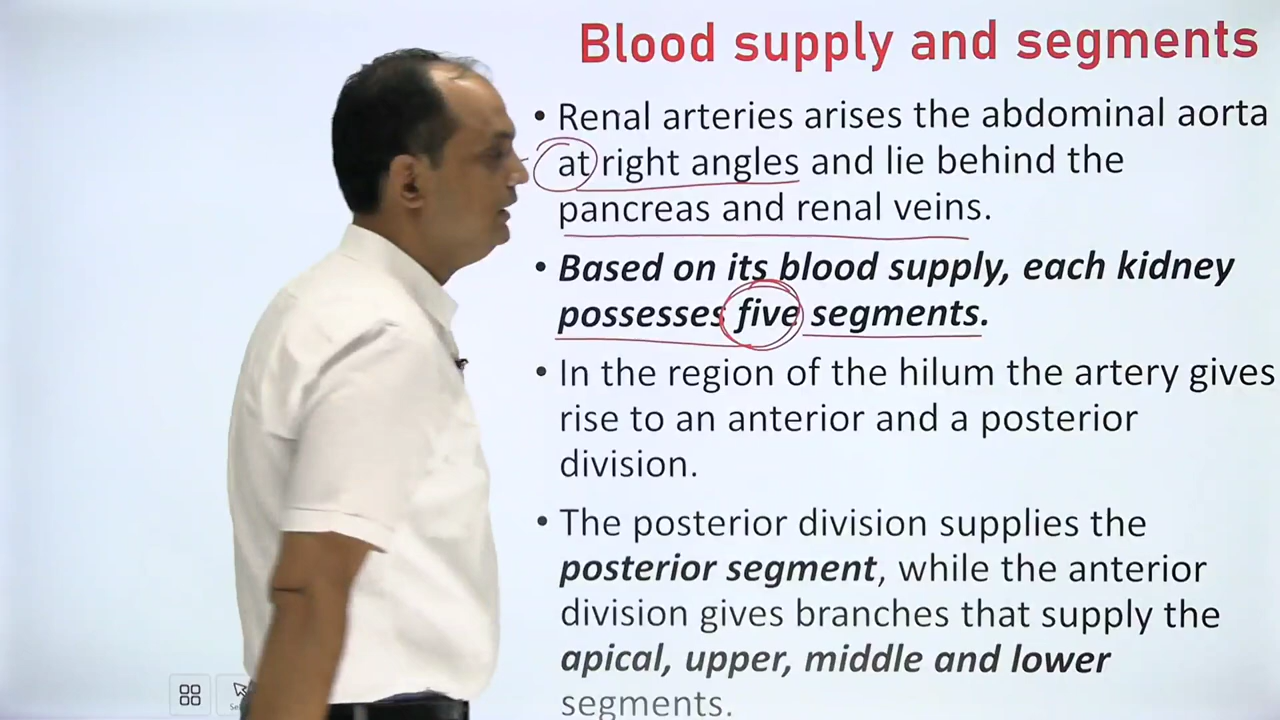 Blood supply and segments
• Renal arteries arises the abdominal aorta
at right angles and lie behind the
pancreas and renal veins.
• Based on its blood supply, each kidney
possesses five segments.
• In the region of the hilum the artery gives
rise to an anterior and a posterior
division.
• The posterior division supplies the
posterior segment, while the anterior
division gives branches that supply the
apical, upper, middle and lower
segments.